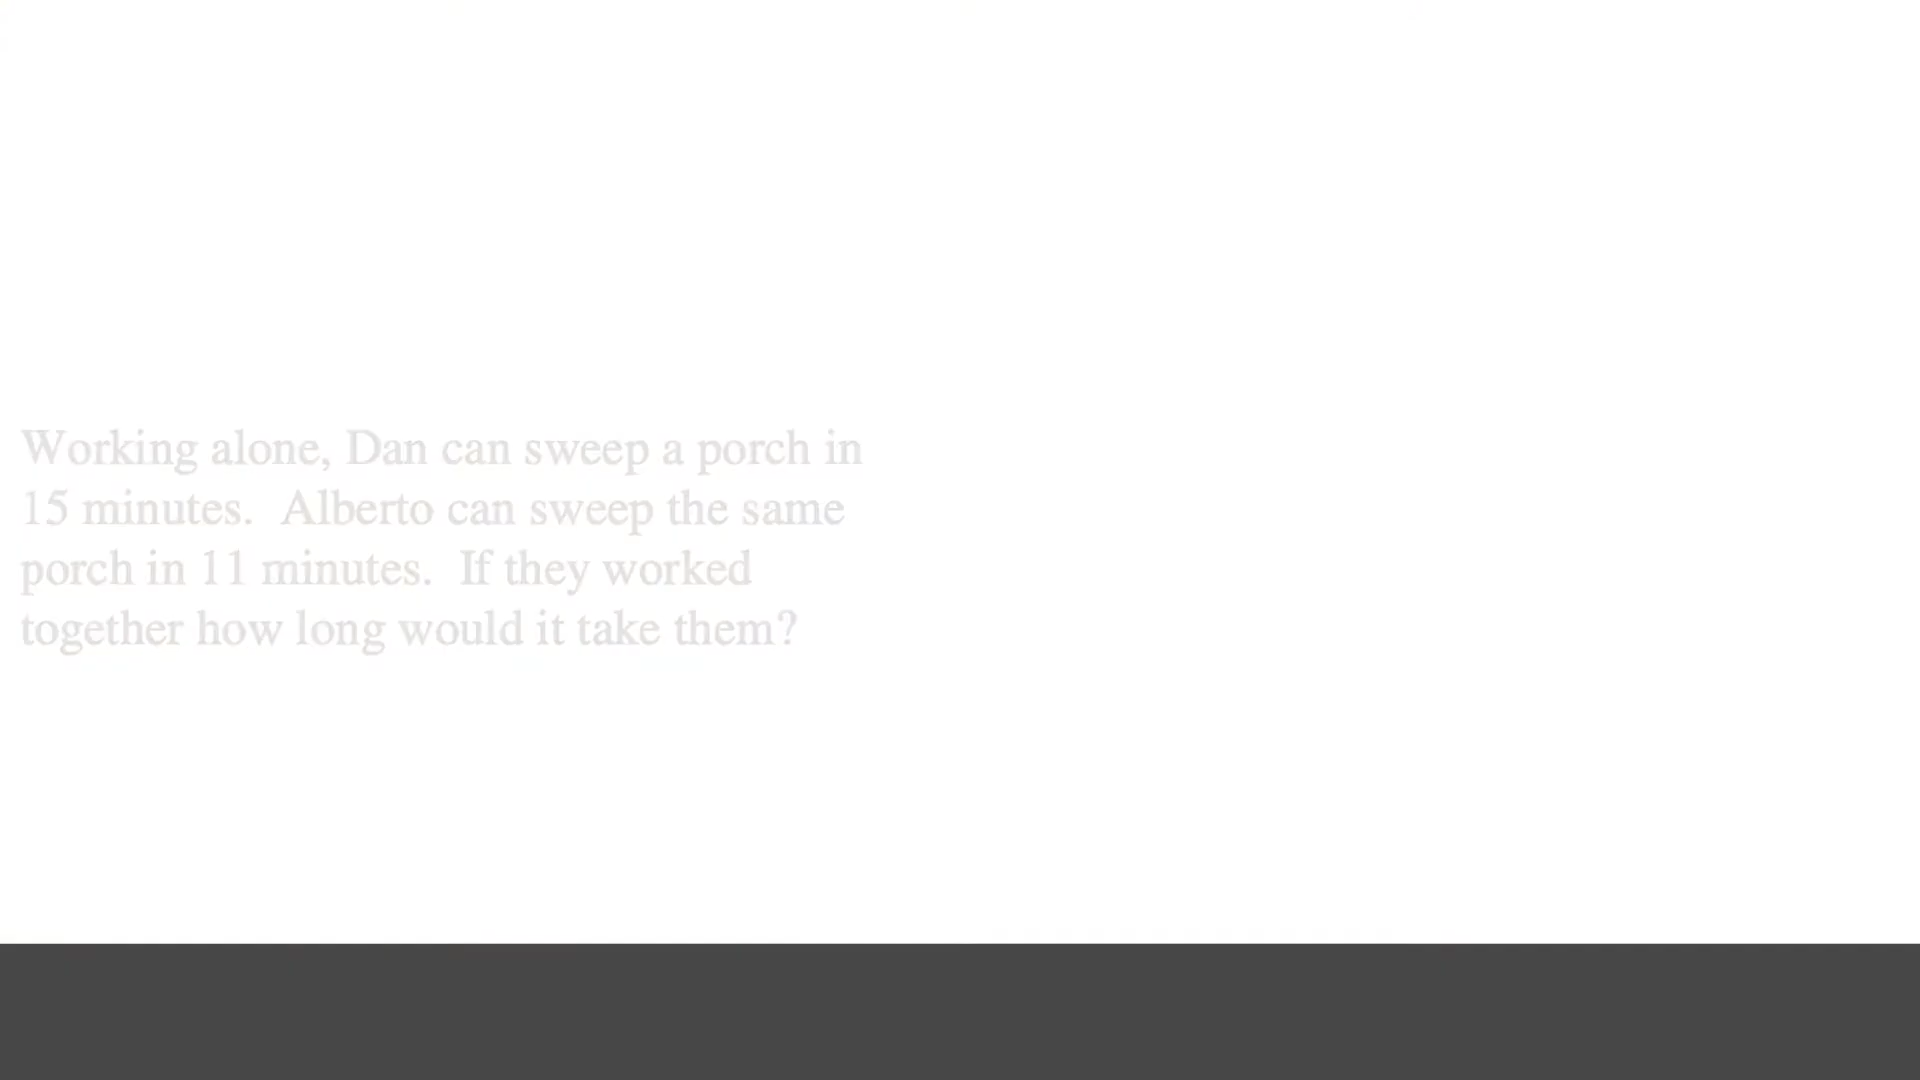 Working alone, Dan can sweep a porch in
15 minutes.  Alberto can sweep the same
porch in 11 minutes.  If they worked
together how long would it take them?